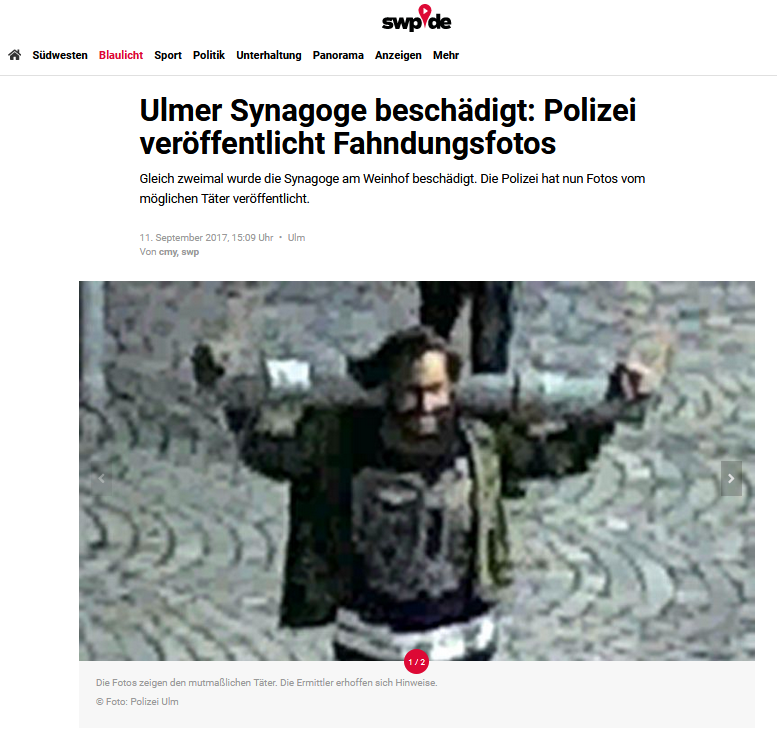 swp de
Südwesten Blaulicht Sport Politik Unterhaltung Panorama Anzeigen Mehr
Ulmer Synagoge beschädigt: Polizei
veröffentlicht Fahndungsfotos
Gleich zweimal wurde die Synagoge am Weinhof beschädigt. Die Polizei hat nun Fotos vom
möglichen Täter veröffentlicht.
11. September 2017, 15:09 Uhr • Ulm
Von cmy, swp
1 / 2
Die Fotos zeigen den mutmaßlichen Täter. Die Ermittler erhoffen sich Hinweise.
© Foto: Polizei Ulm